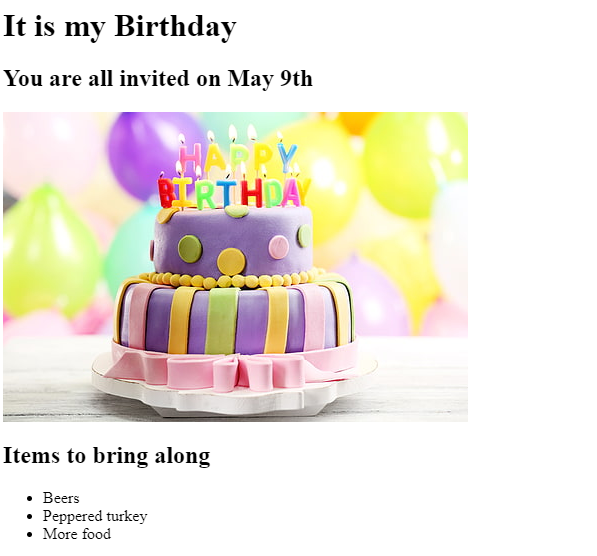 It is my Birthday
You are all invited on May 9th
HAPPY
BIRTHDAY
Items to bring along
Beers
Peppered turkey
More food